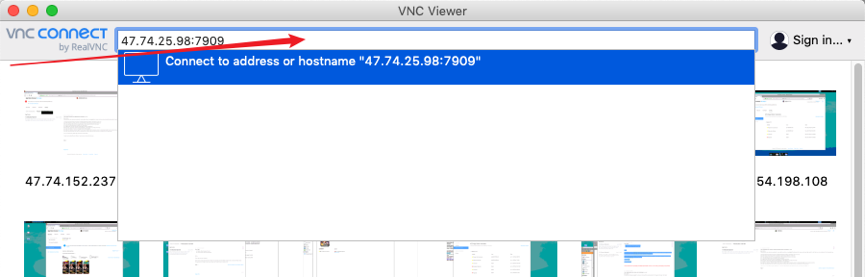 VNC Viewer
vnc connect
by RealVNC
47.74.25.98:7909
Sign in...
Connect to address or hostname "47.74.25.98:7909"
47.74.152.237
54.198.108